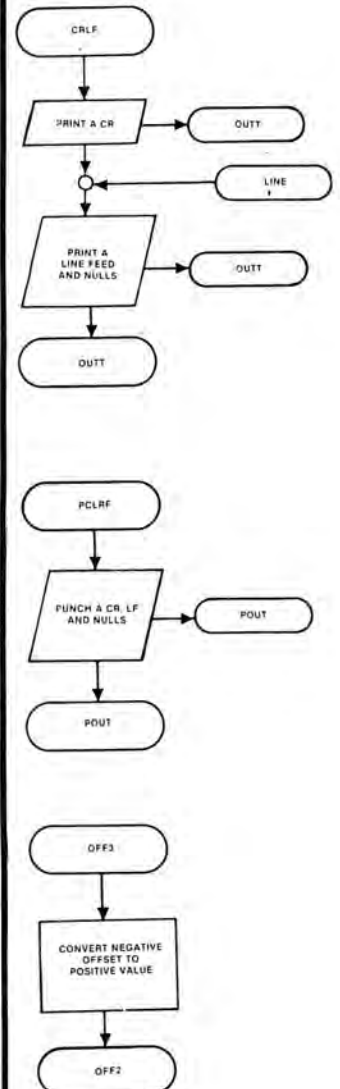 CRLF
PRINT A CR
OUTT
LINE
PRINT A
LINE FEED
AND NULLS
OUTT
OUTT
PCLRF
PUNCH A CR, LF
AND NULLS
POUT
POUT
OFF3
CONVERT NEGATIVE
OFFSET TO
POSITIVE VALUE
OFF2